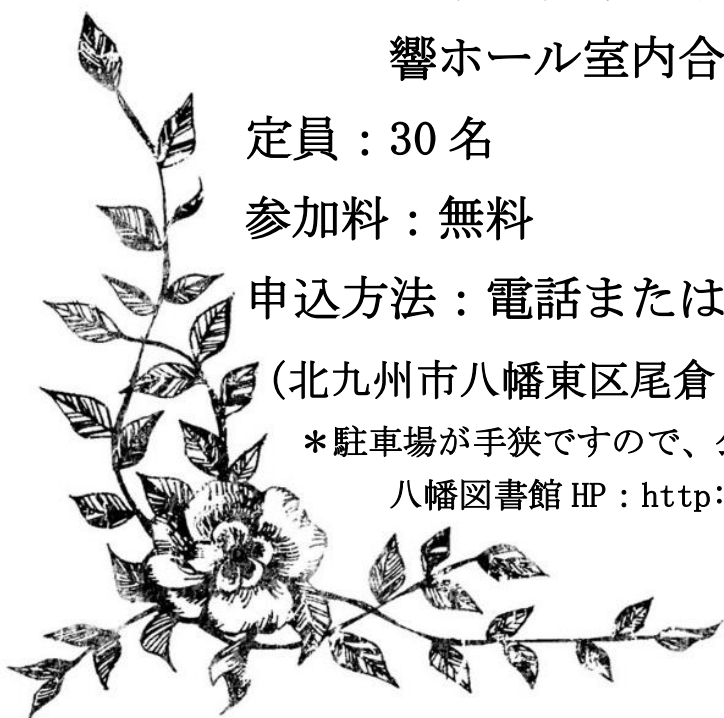 響ホール室内合
定員：30 名
参加料：無料
申込方法：電話または
（北九州市八幡東区尾倉
＊駐車場が手狭ですので、
八幡図書館 HP：http: